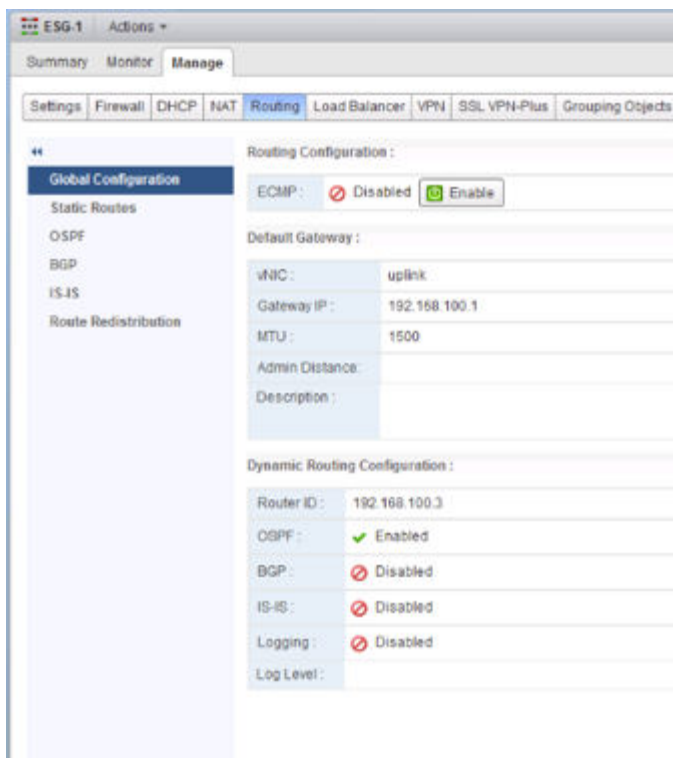 ESG-1 Actions
Summary Monitor Manage
Settings Firewall DHCP NAT Routing Load Balancer VPN SSL VPN-Plus Grouping Objects
Global Configuration
Static Routes
OSPF
BGP
IS-IS
Route Redistribution
Routing Configuration :
ECMP : Disabled Enable
Default Gateway :
vNIC : uplink
Gateway IP : 192.168.100.1
MTU : 1500
Admin Distance:
Description :
Dynamic Routing Configuration :
Router ID : 192.168.100.3
OSPF : Enabled
BGP : Disabled
IS-IS : Disabled
Logging : Disabled
Log Level :